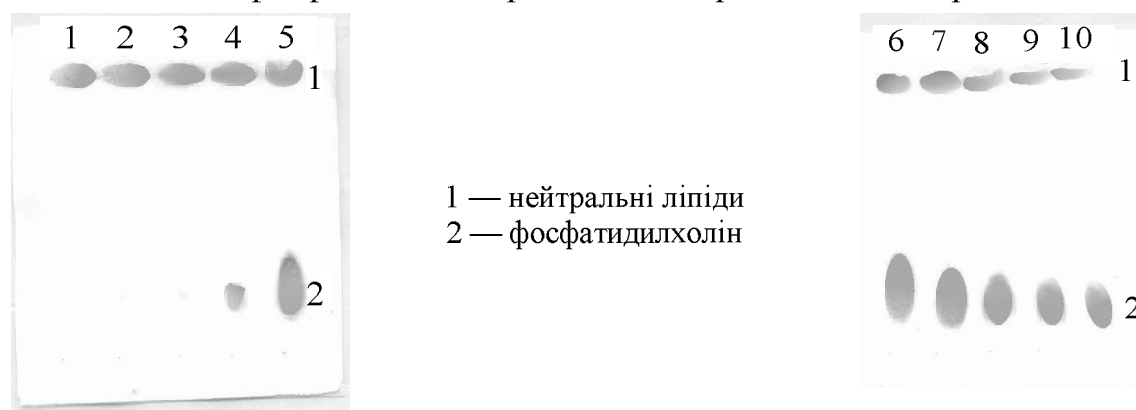 1 2 3 4 5
1
2
1 — нейтральні ліпіди
2 — фосфатидилхолін
6 7 8 9 10
1
2